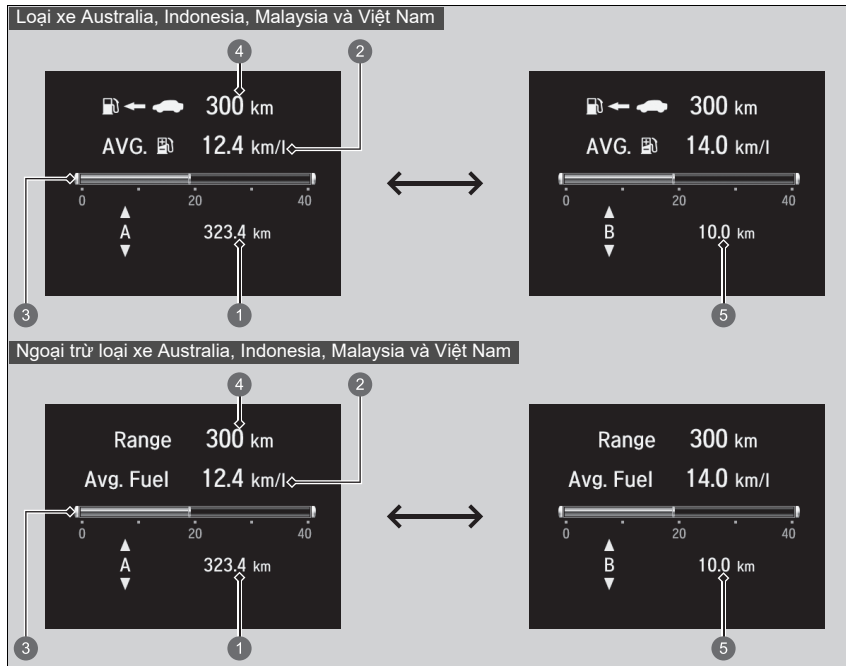 Loại xe Australia, Indonesia, Malaysia và Việt Nam
4 2
300 km 300 km
AVG. 12.4 km/l AVG. 14.0 km/l
0 20 40 0 20 40
A 323.4 km B 10.0 km
3 1 5
Ngoại trừ loại xe Australia, Indonesia, Malaysia và Việt Nam
4 2
Range 300 km Range 300 km
Avg. Fuel 12.4 km/l Avg. Fuel 14.0 km/l
0 20 40 0 20 40
A 323.4 km B 10.0 km
3 1 5